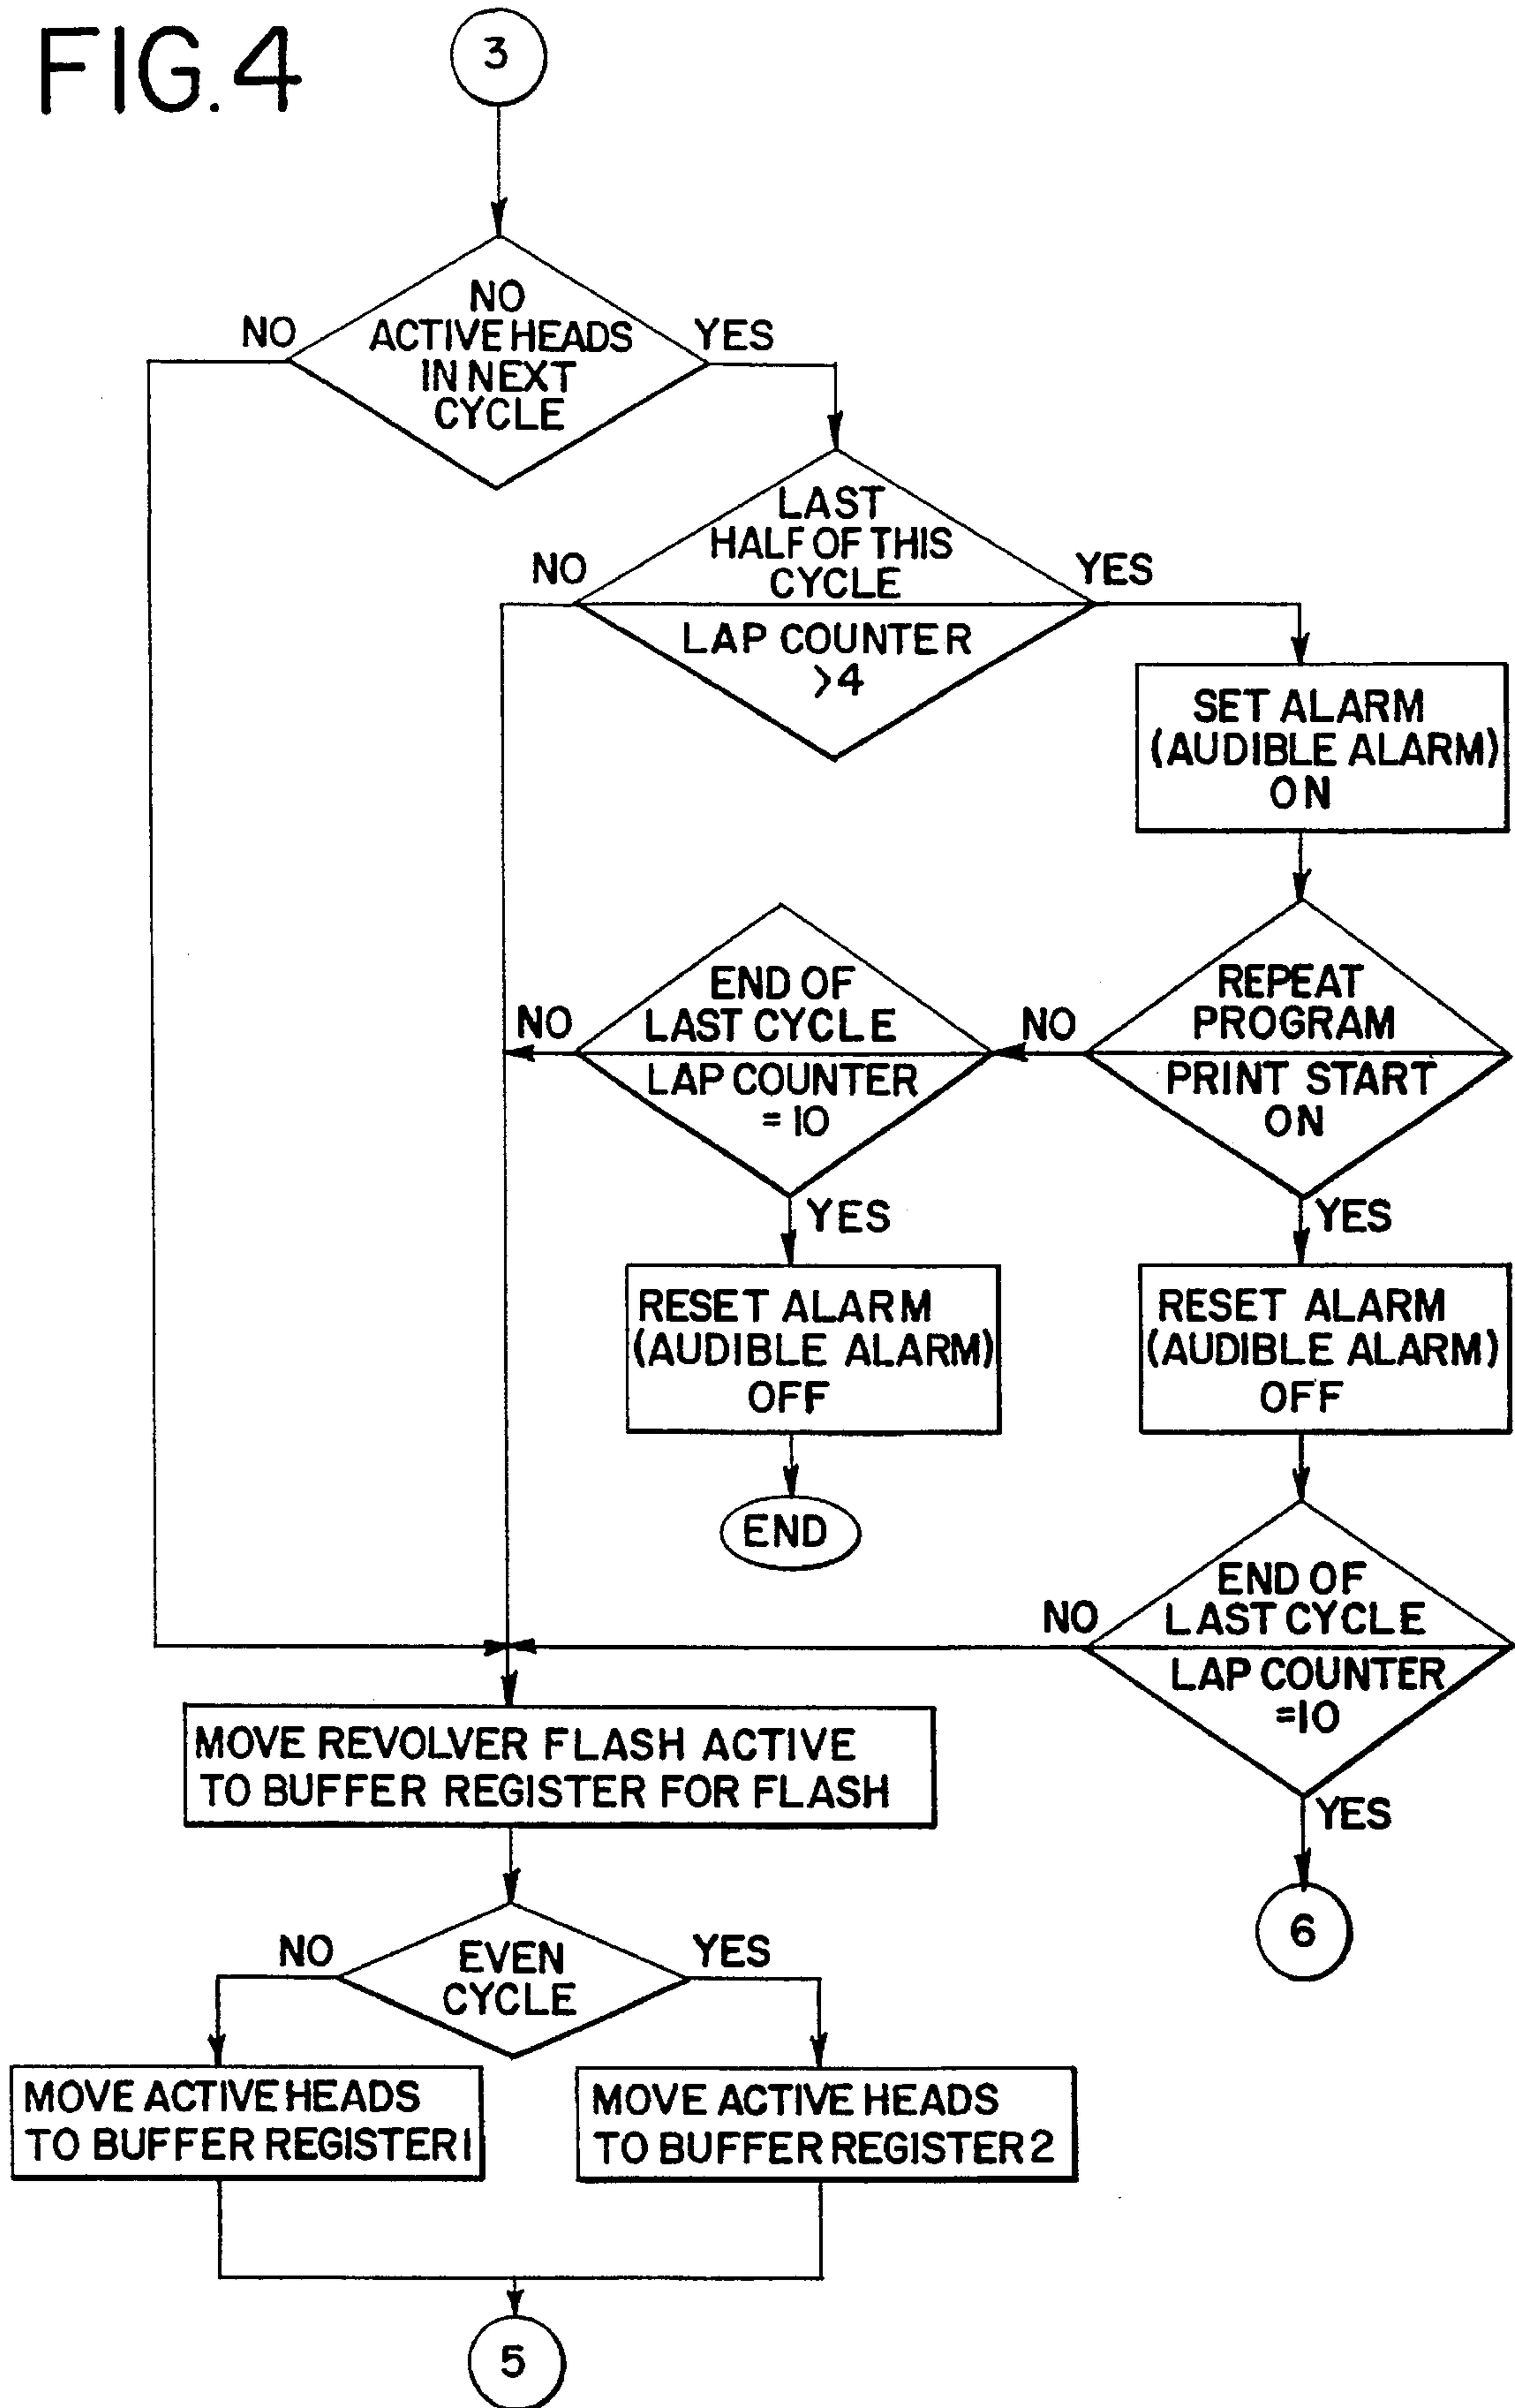 FIG. 4
3
NO
ACTIVE HEADS
IN NEXT
CYCLE
NO
YES
LAST
HALF OF THIS
CYCLE
LAP COUNTER
>4
NO
YES
SET ALARM
(AUDIBLE ALARM)
ON
REPEAT
PROGRAM
PRINT START
ON
NO
YES
END OF
LAST CYCLE
LAP COUNTER
= 10
NO
YES
RESET ALARM
(AUDIBLE ALARM)
OFF
END
RESET ALARM
(AUDIBLE ALARM)
OFF
END OF
LAST CYCLE
LAP COUNTER
=10
NO
YES
6
MOVE REVOLVER FLASH ACTIVE
TO BUFFER REGISTER FOR FLASH
EVEN
CYCLE
NO
YES
MOVE ACTIVE HEADS
TO BUFFER REGISTER 1
MOVE ACTIVE HEADS
TO BUFFER REGISTER 2
5